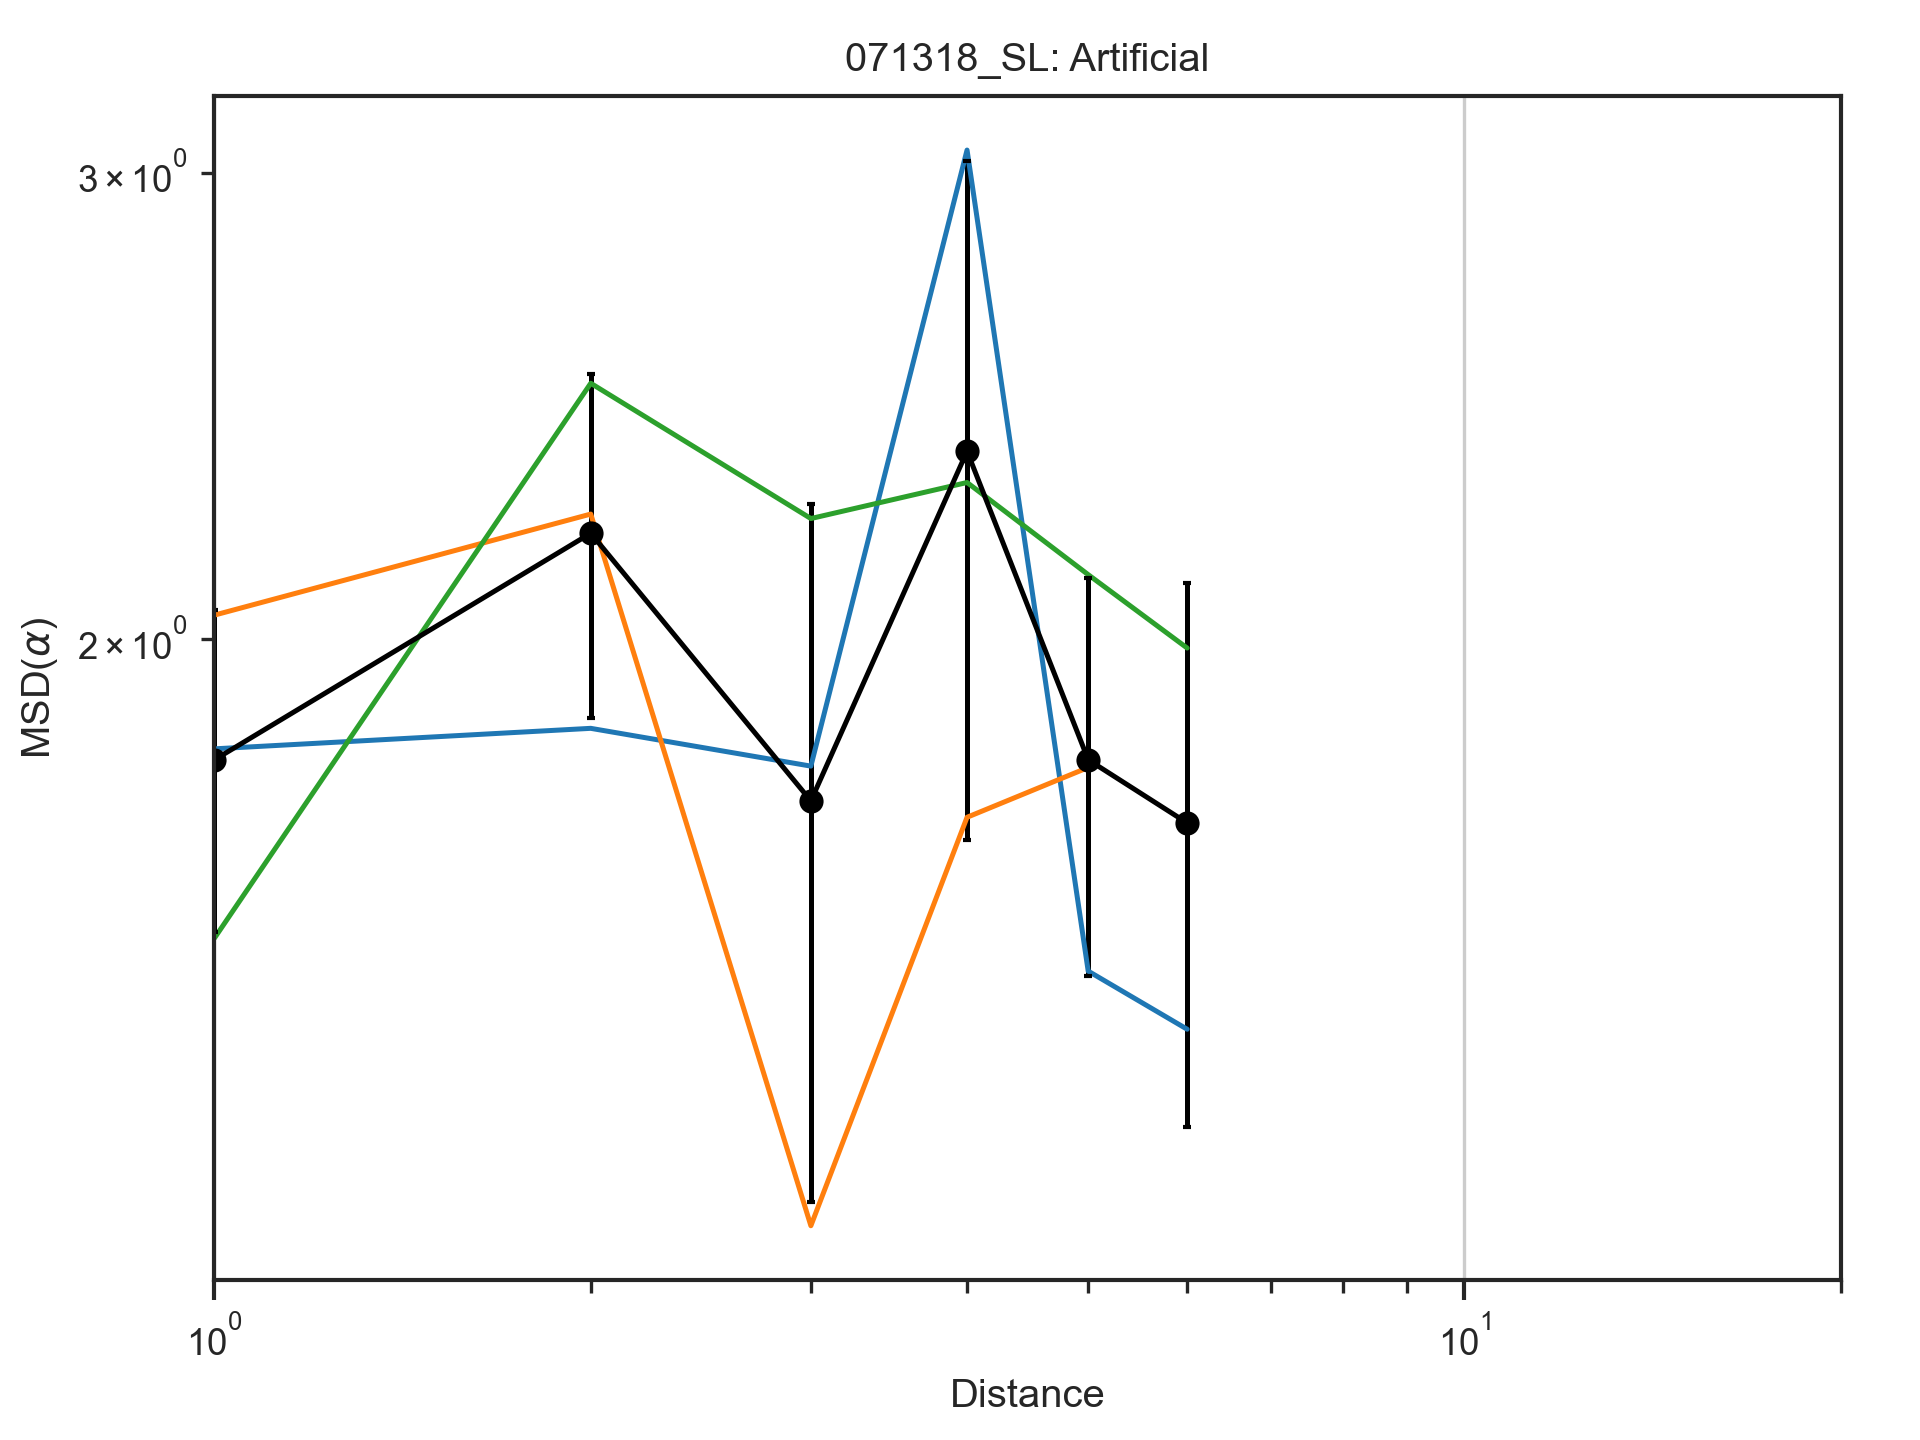 071318_SL: Artificial
3 × 10⁰
2 × 10⁰
MSD(α)
10⁰
10¹
Distance